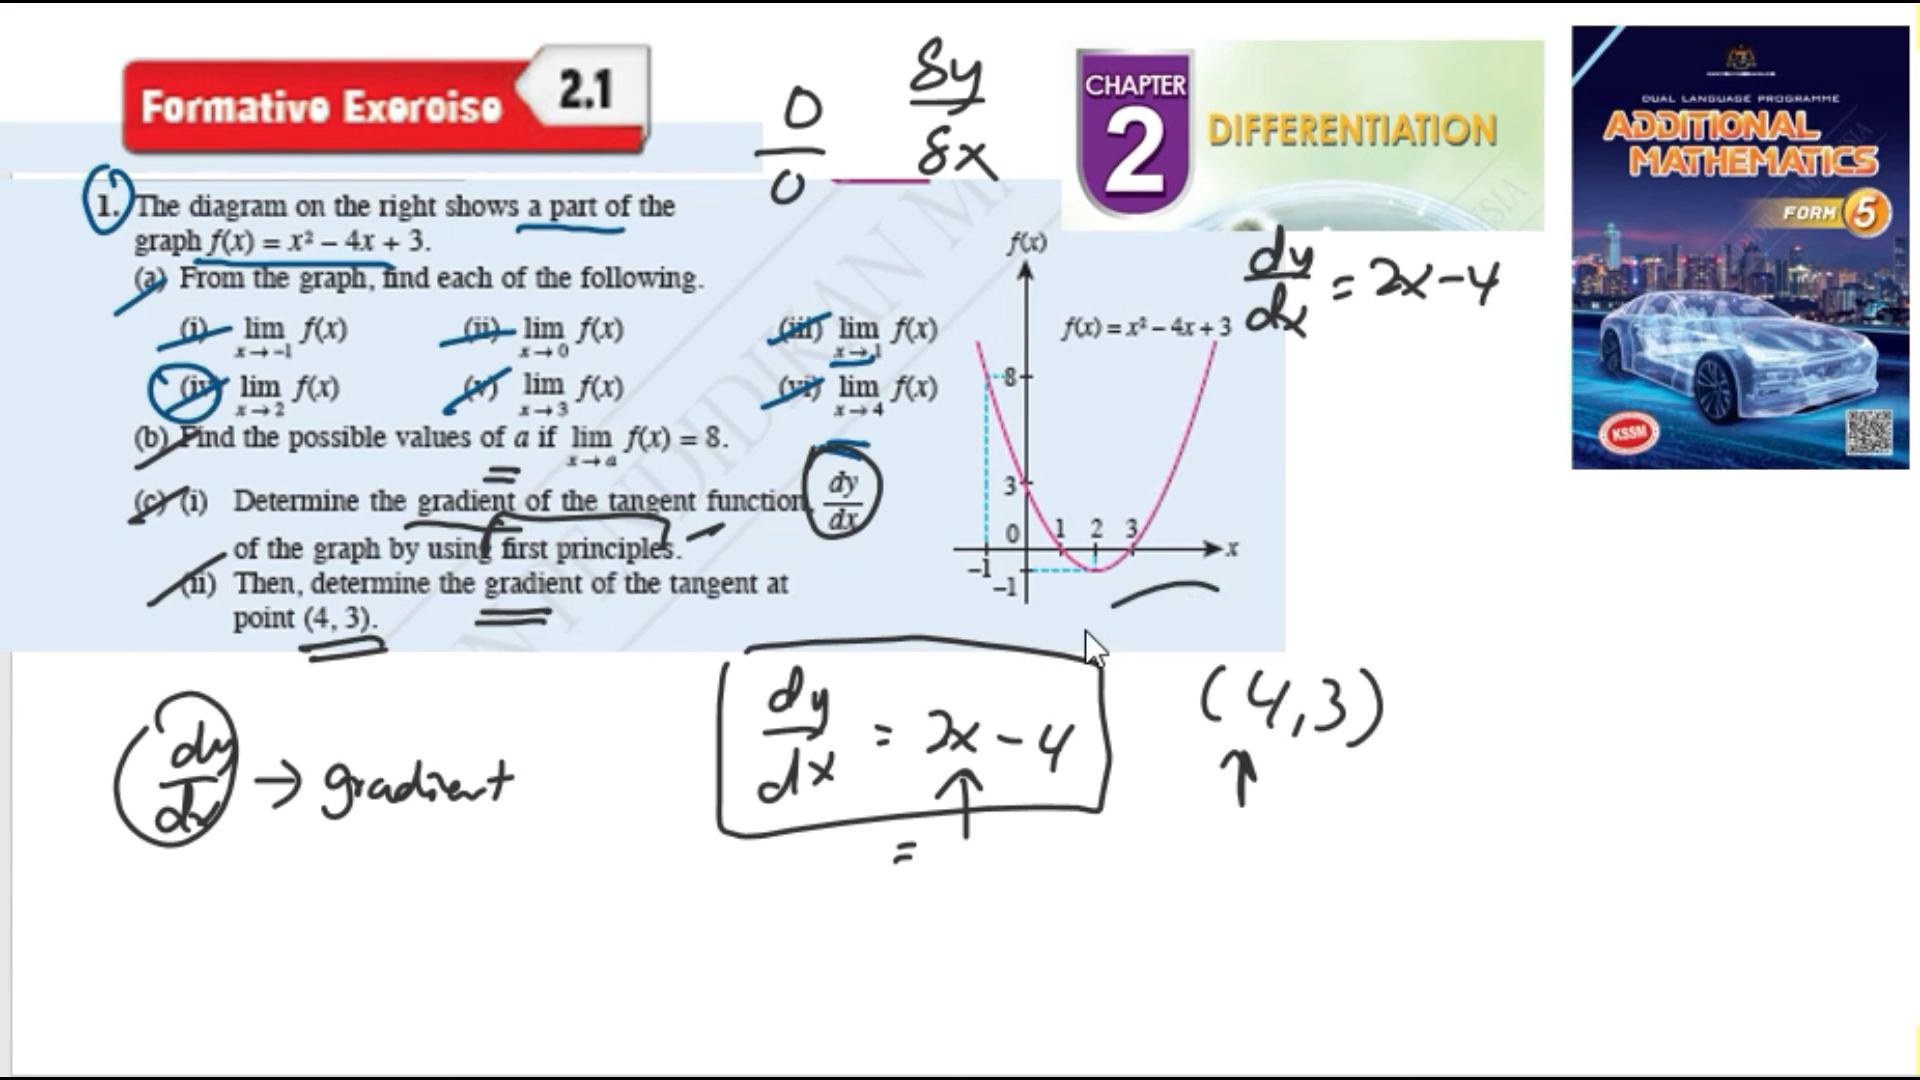 Formative Exercise 2.1
0
0
δy
δx
CHAPTER
2
DIFFERENTIATION
DUAL LANGUAGE PROGRAMME
ADDITIONAL
MATHEMATICS
FORM 5
KSSM
1. The diagram on the right shows a part of the
graph f(x) = x² – 4x + 3.
(a) From the graph, find each of the following.
(i) lim f(x) (ii) lim f(x) (iii) lim f(x)
x → –1 x → 0 x → 1
(iv) lim f(x) (v) lim f(x) (vi) lim f(x)
x → 2 x → 3 x → 4
(b) Find the possible values of a if lim f(x) = 8.
x → a
(c) (i) Determine the gradient of the tangent function dy
dx
of the graph by using first principles.
(ii) Then, determine the gradient of the tangent at
point (4, 3).
f(x)
f(x) = x² – 4x + 3
8
3
0 1 2 3 x
–1
–1
dy
dx = 2x - 4
dy
dx → gradient
dy
dx = 2x - 4
=
(4,3)